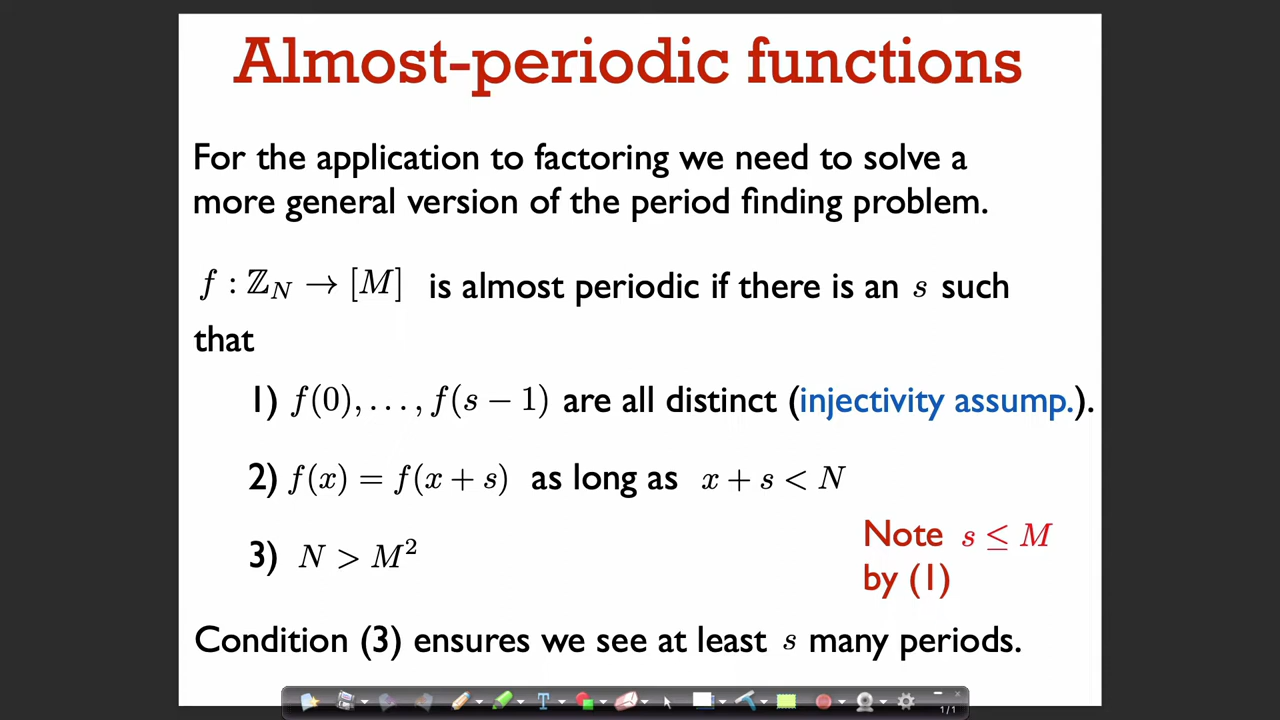 Almost-periodic functions
For the application to factoring we need to solve a
more general version of the period finding problem.
f : ℤ_N → [M] is almost periodic if there is an s such
that
1) f(0), . . . , f(s − 1) are all distinct (injectivity assump.).
2) f(x) = f(x + s) as long as x + s < N
3) N > M²
Note s ≤ M
by (1)
Condition (3) ensures we see at least s many periods.
1/1